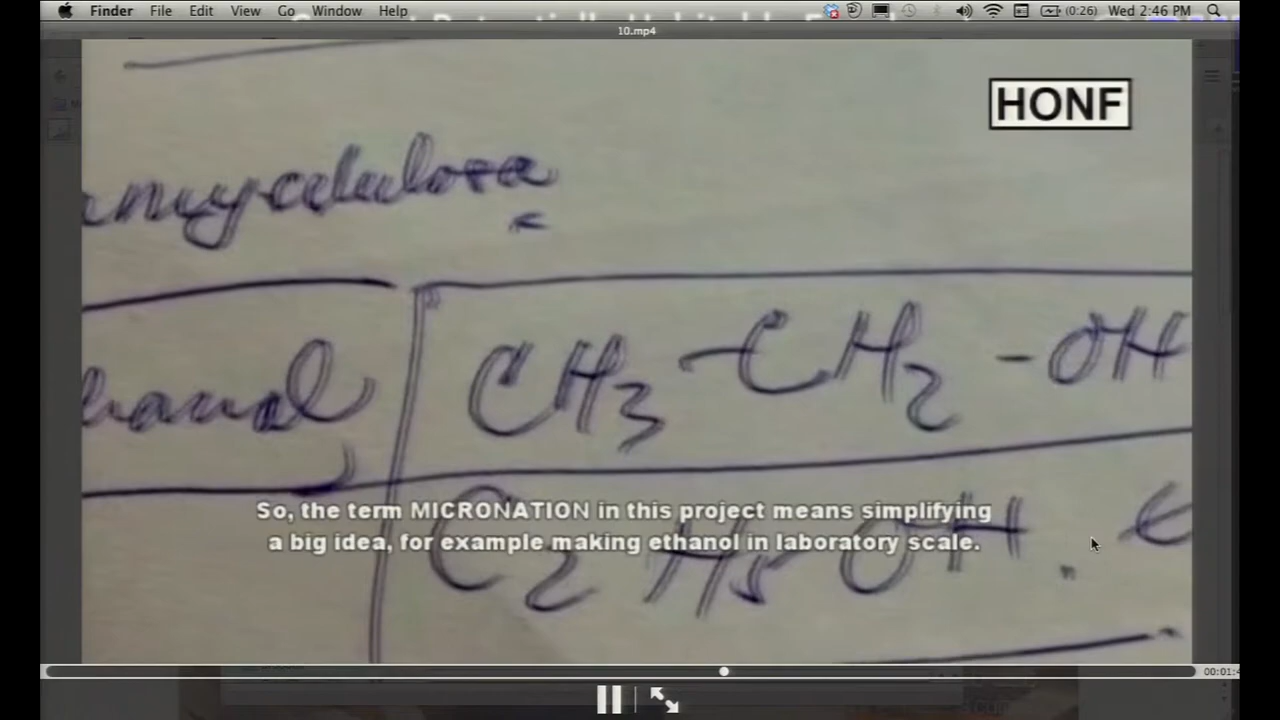 Finder File Edit View Go Window Help (0:26) Wed 2:46 PM
10.mp4
HONF
CH3 - CH2 - OH
So, the term MICRONATION in this project means simplifying
a big idea, for example making ethanol in laboratory scale.
C2H5OH.